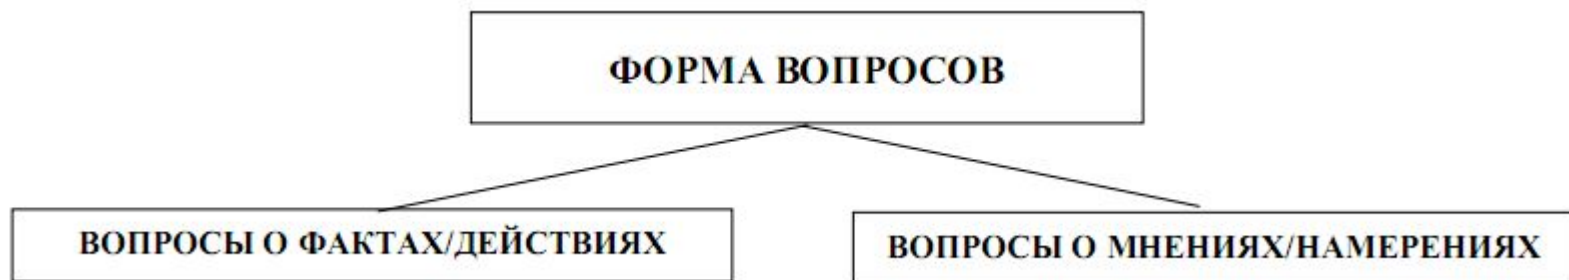 ФОРМА ВОПРОСОВ
ВОПРОСЫ О ФАКТАХ/ДЕЙСТВИЯХ
ВОПРОСЫ О МНЕНИЯХ/НАМЕРЕНИЯХ